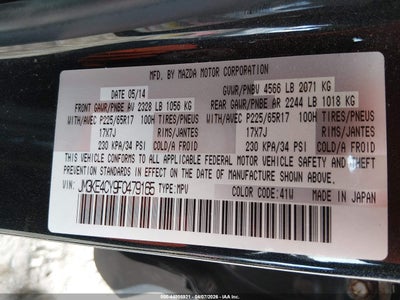 MFD. BY MAZDA MOTOR CORPORATION
DATE 05/14 GVWR/PNBV 4566 LB 2071 KG
FRONT GAWR/PNBE AV 2328 LB 1056 KG REAR GAWR/PNBE AR 2244 LB 1018 KG
WITH/AVEC P225/65R17 100H TIRES/PNEUS WITH/AVEC P225/65R17 100H TIRES/PNEUS
17X7J RIMS/JANTES 17X7J RIMS/JANTES
230 KPA/34 PSI COLD/A FROID 230 KPA/34 PSI COLD/A FROID
THIS VEHICLE CONFORMS TO ALL APPLICABLE FEDERAL MOTOR VEHICLE SAFETY
AND BUMPER STANDARDS IN EFFECT ON THE DATE OF MANUFACTURE SHOWN ABOVE.
VIN: JM3KE4CY9F0479165 TYPE:MPV COLOR CODE:41W MADE IN JAPAN
04/07/2026 - IAA Inc.